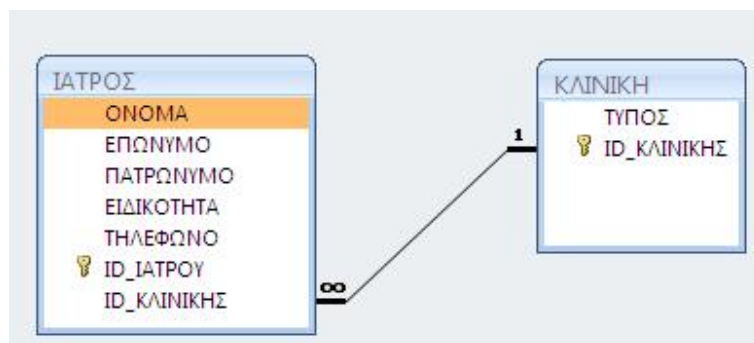 ΙΑΤΡΟΣ
ΟΝΟΜΑ
ΕΠΩΝΥΜΟ
ΠΑΤΡΩΝΥΜΟ
ΕΙΔΙΚΟΤΗΤΑ
ΤΗΛΕΦΩΝΟ
ID_ΙΑΤΡΟΥ
ID_ΚΛΙΝΙΚΗΣ
∞
1
ΚΛΙΝΙΚΗ
ΤΥΠΟΣ
ID_ΚΛΙΝΙΚΗΣ